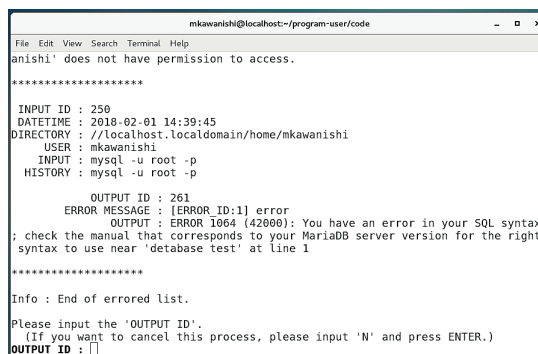 mkawanishi@localhost:~/program-user/code
File Edit View Search Terminal Help
anishi' does not have permission to access.
********************
INPUT ID : 250
DATETIME : 2018-02-01 14:39:45
DIRECTORY : //localhost.localdomain/home/mkawanishi
USER : mkawanishi
INPUT : mysql -u root -p
HISTORY : mysql -u root -p
OUTPUT ID : 261
ERROR MESSAGE : [ERROR_ID:1] error
OUTPUT : ERROR 1064 (42000): You have an error in your SQL syntax
; check the manual that corresponds to your MariaDB server version for the right
syntax to use near 'detabase test' at line 1
********************
Info : End of errored list.
Please input the 'OUTPUT ID'.
(If you want to cancel this process, please input 'N' and press ENTER.)
OUTPUT ID :